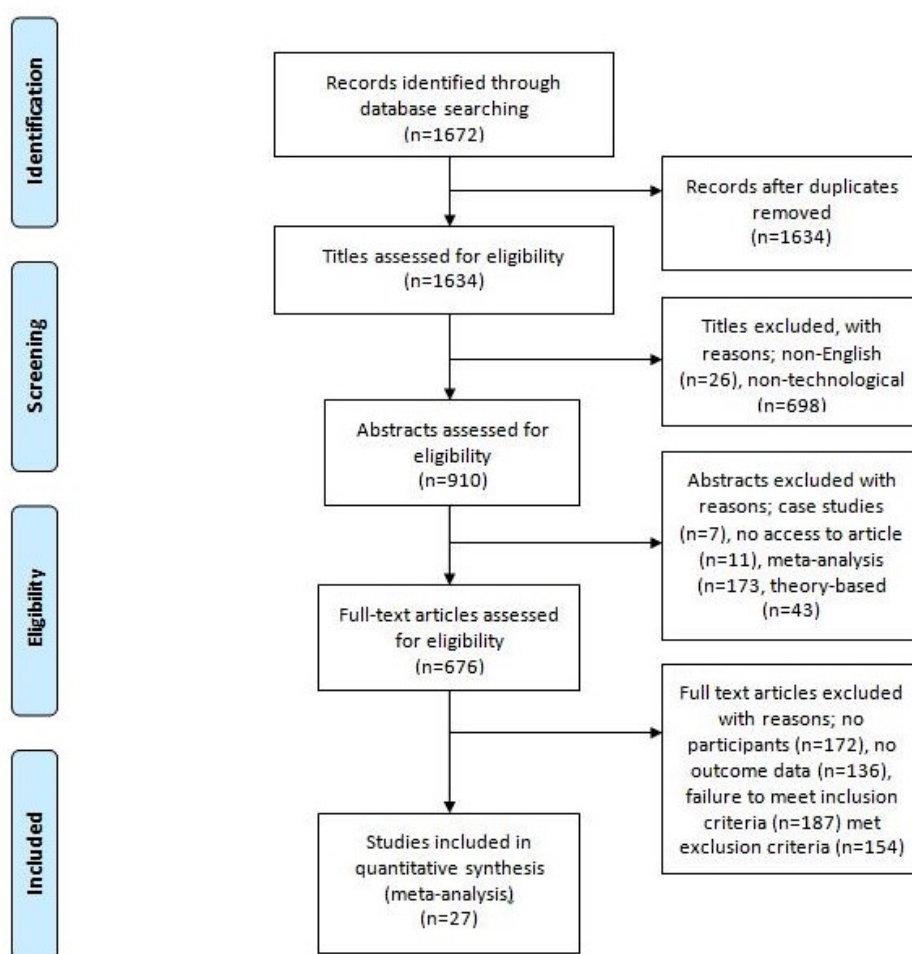 Identification
Records identified through
database searching
(n=1672)
Records after duplicates
removed
(n=1634)
Titles assessed for eligibility
(n=1634)
Screening
Titles excluded, with
reasons; non-English
(n=26), non-technological
(n=698)
Abstracts assessed for
eligibility
(n=910)
Abstracts excluded with
reasons; case studies
(n=7), no access to article
(n=11), meta-analysis
(n=173, theory-based
(n=43)
Eligibility
Full-text articles assessed
for eligibility
(n=676)
Full text articles excluded
with reasons; no
participants (n=172), no
outcome data (n=136),
failure to meet inclusion
criteria (n=187) met
exclusion criteria (n=154)
Included
Studies included in
quantitative synthesis
(meta-analysis)
(n=27)